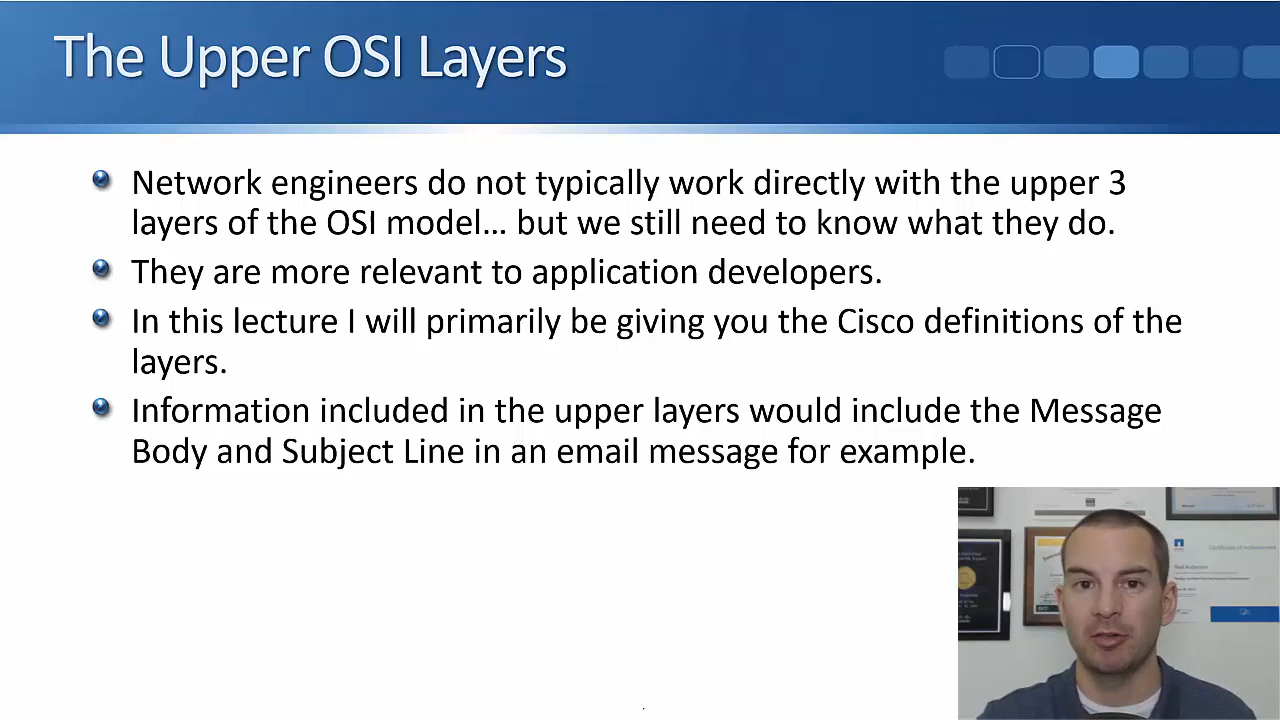 The Upper OSI Layers
Network engineers do not typically work directly with the upper 3
layers of the OSI model... but we still need to know what they do.
They are more relevant to application developers.
In this lecture I will primarily be giving you the Cisco definitions of the
layers.
Information included in the upper layers would include the Message
Body and Subject Line in an email message for example.